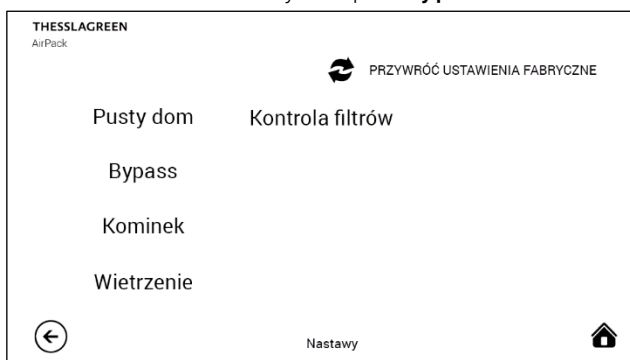 THESSLAGREEN
AirPack
PRZYWRÓĆ USTAWIENIA FABRYCZNE
Pusty dom
Kontrola filtrów
Bypass
Kominek
Wietrzenie
Nastawy